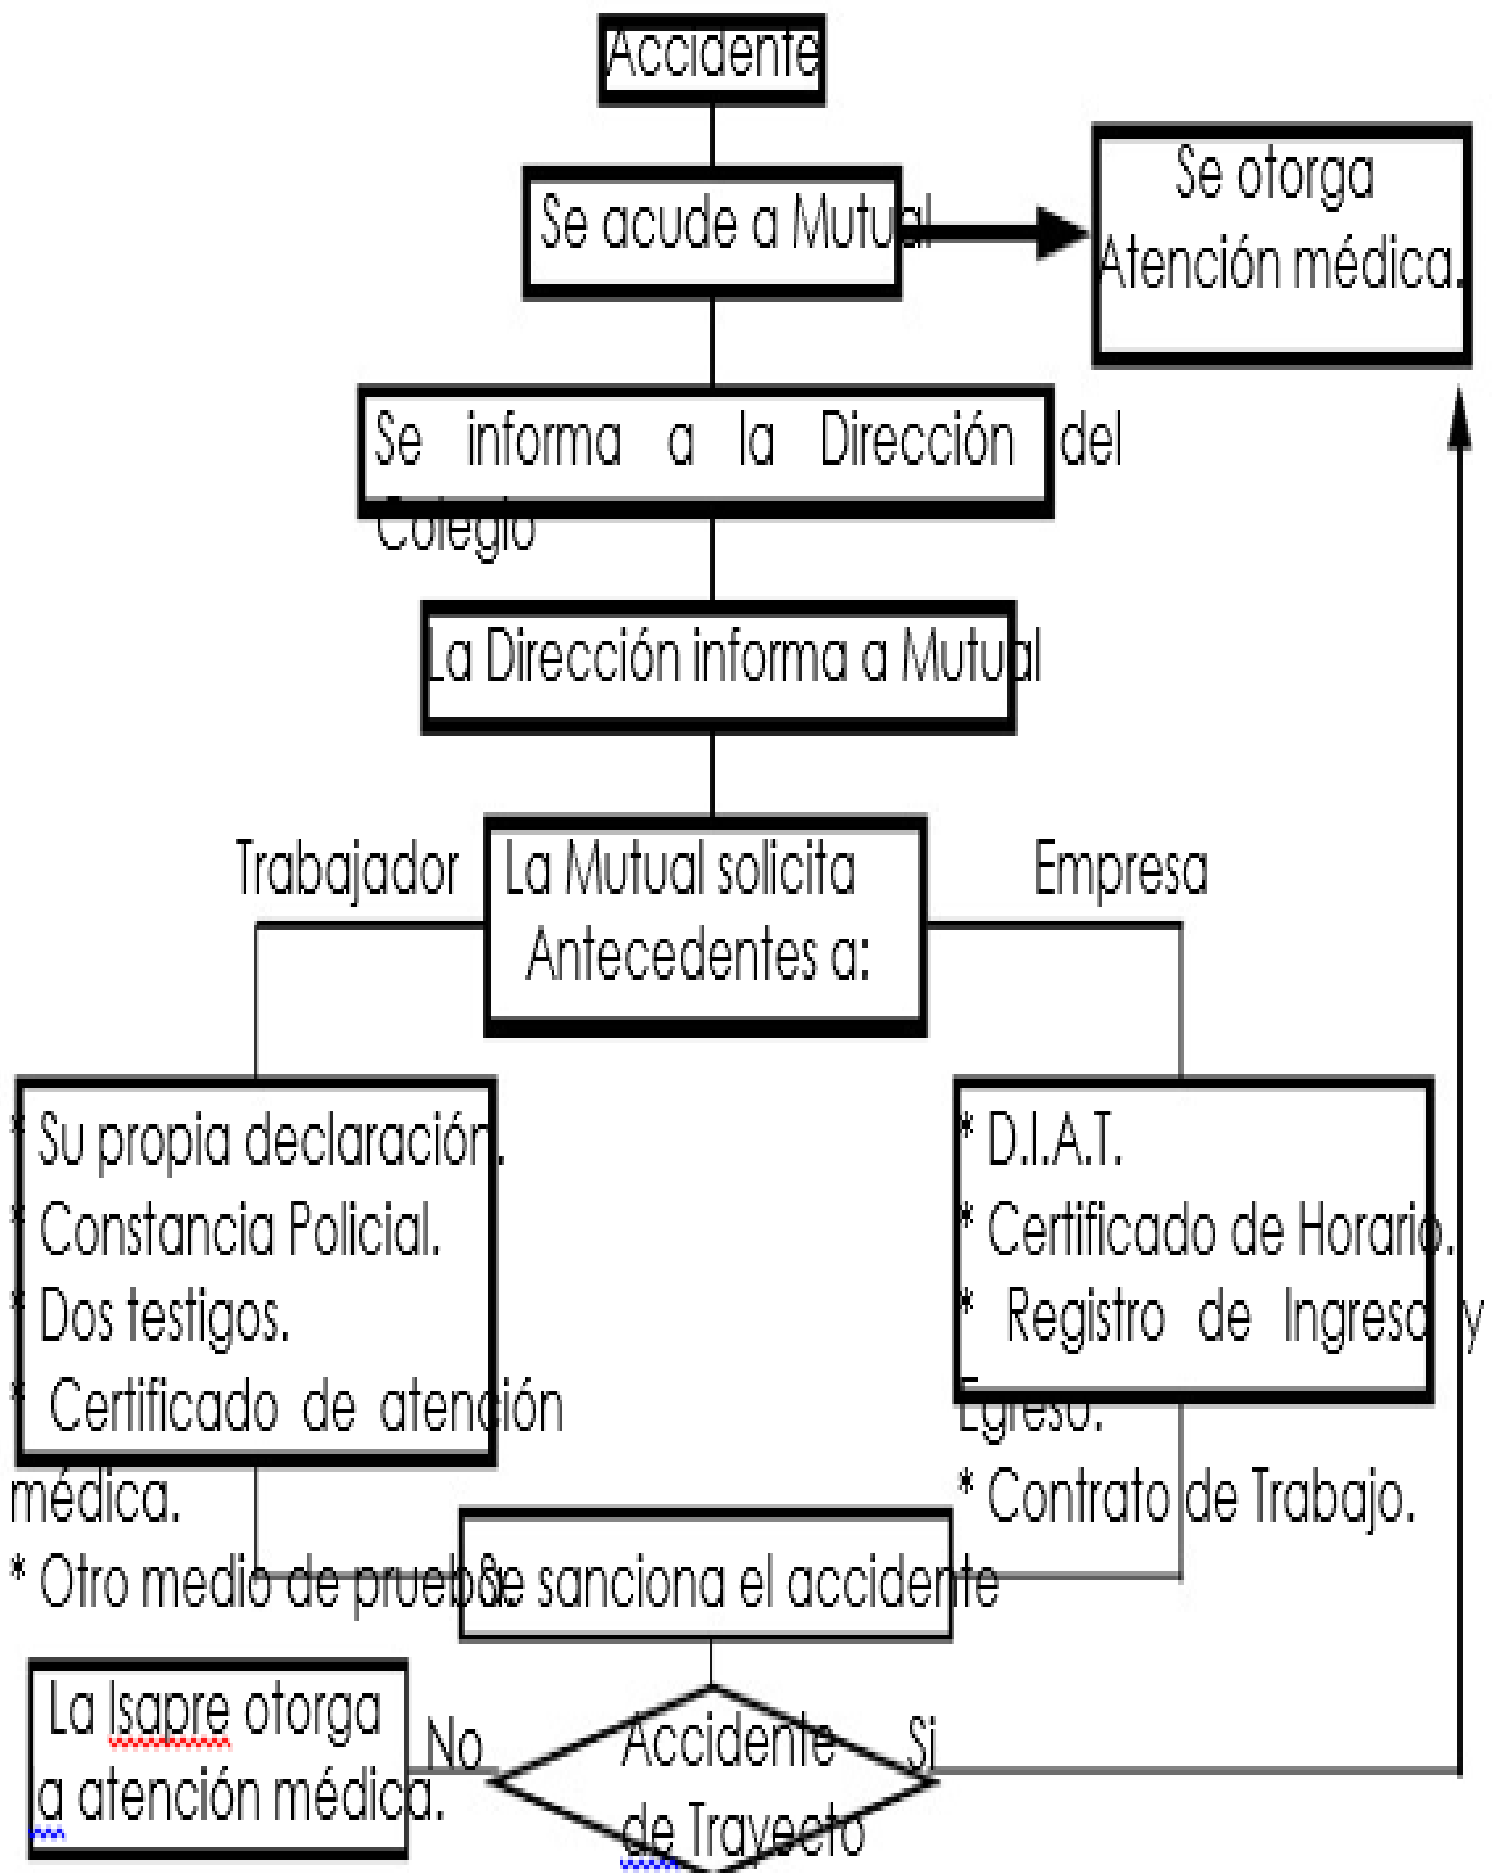 Accidente
Se acude a Mutual
Se otorga
Atención médica.
Se informa a la Dirección del
Colegio
La Dirección informa a Mutual
Trabajador
La Mutual solicita
Antecedentes a:
Empresa
* Su propia declaración.
* Constancia Policial.
* Dos testigos.
* Certificado de atención
médica.
* Otro medio de prueba.
* D.I.A.T.
* Certificado de Horario.
* Registro de Ingreso y
Egreso.
* Contrato de Trabajo.
Se sanciona el accidente
La Isapre otorga
a atención médica.
No
Accidente
de Trayecto
Si